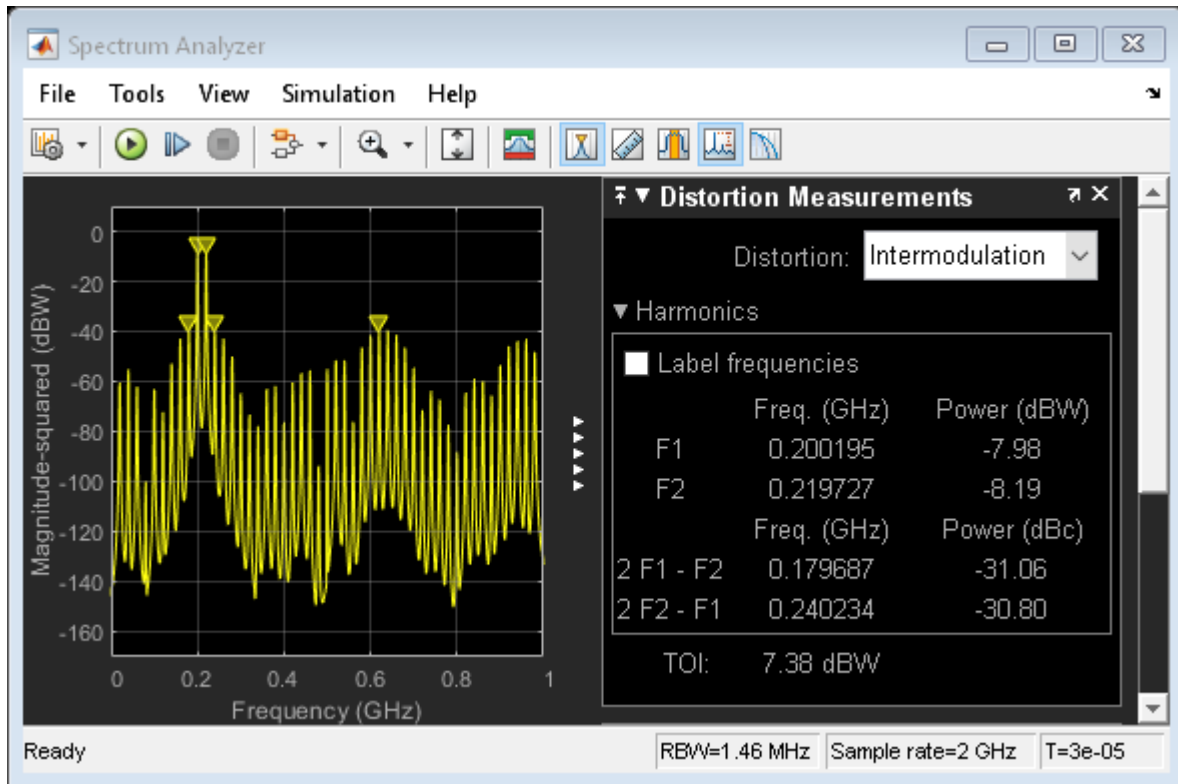 Spectrum Analyzer
File Tools View Simulation Help
Distortion Measurements
Distortion: Intermodulation
Harmonics
Label frequencies
Freq. (GHz) Power (dBW)
F1 0.200195 -7.98
F2 0.219727 -8.19
Freq. (GHz) Power (dBc)
2 F1 - F2 0.179687 -31.06
2 F2 - F1 0.240234 -30.80
TOI: 7.38 dBW
Magnitude-squared (dBW)
0
-20
-40
-60
-80
-100
-120
-140
-160
0 0.2 0.4 0.6 0.8 1
Frequency (GHz)
Ready RBW=1.46 MHz Sample rate=2 GHz T=3e-05